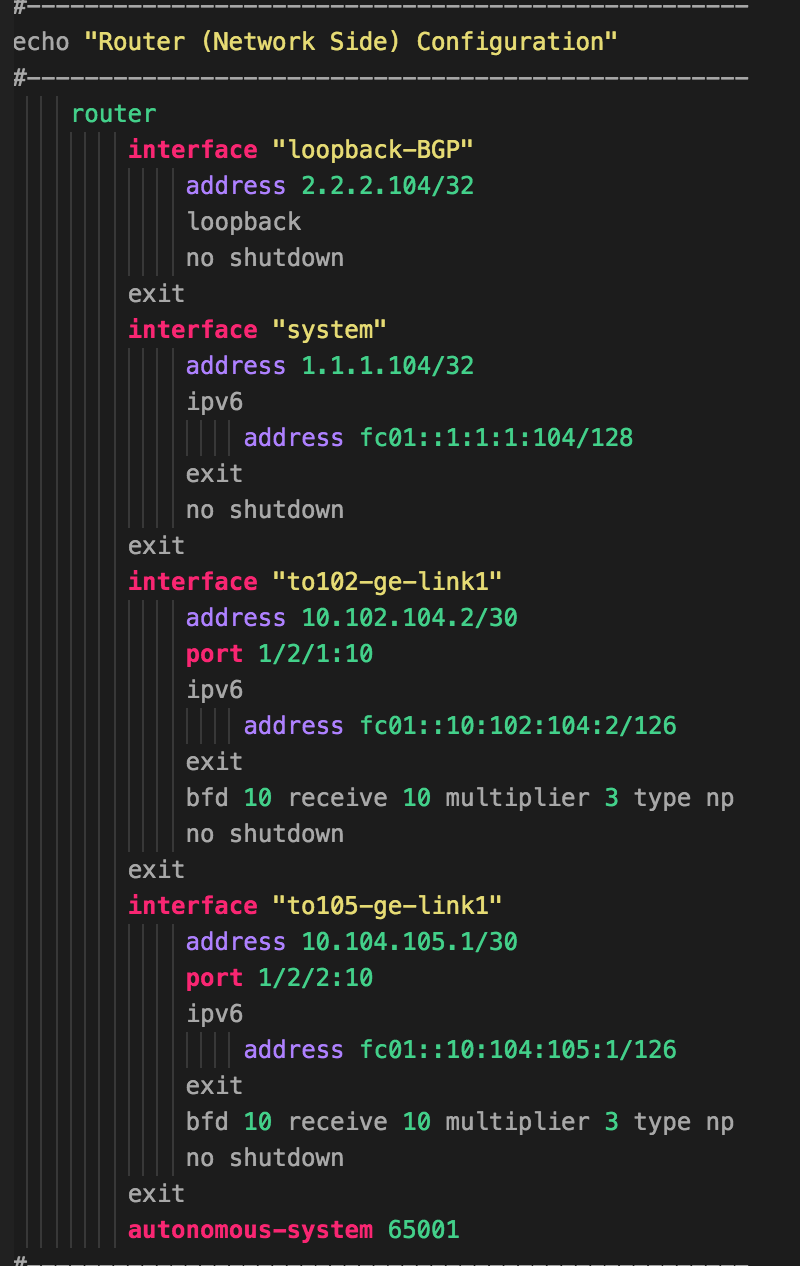 #--------------------------------------------------
echo "Router (Network Side) Configuration"
#--------------------------------------------------
router
interface "loopback-BGP"
address 2.2.2.104/32
loopback
no shutdown
exit
interface "system"
address 1.1.1.104/32
ipv6
address fc01::1:1:1:104/128
exit
no shutdown
exit
interface "to102-ge-link1"
address 10.102.104.2/30
port 1/2/1:10
ipv6
address fc01::10:102:104:2/126
exit
bfd 10 receive 10 multiplier 3 type np
no shutdown
exit
interface "to105-ge-link1"
address 10.104.105.1/30
port 1/2/2:10
ipv6
address fc01::10:104:105:1/126
exit
bfd 10 receive 10 multiplier 3 type np
no shutdown
exit
autonomous-system 65001
#--------------------------------------------------